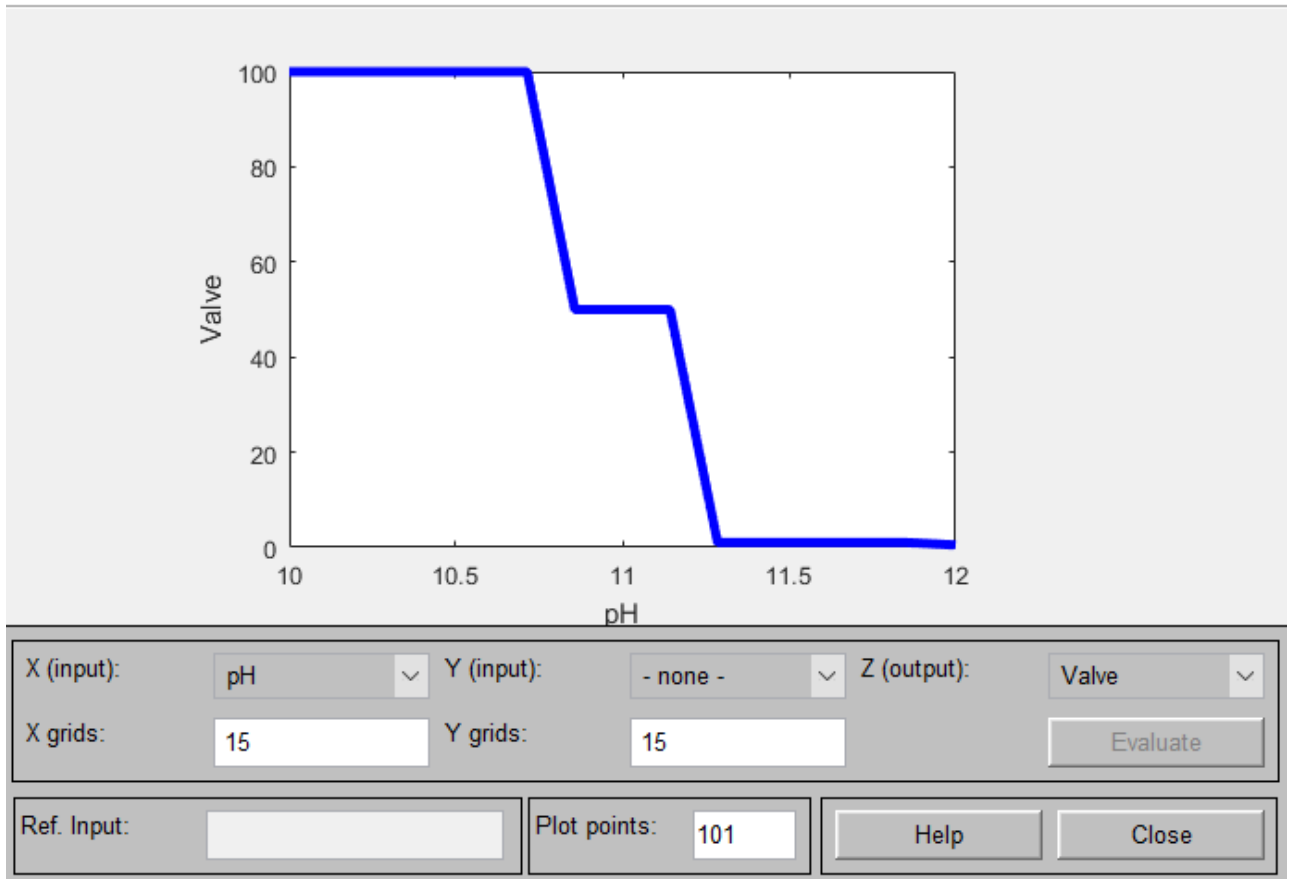 100
80
60
40
20
0
Valve
10 10.5 11 11.5 12
pH
X (input): pH Y (input): - none - Z (output): Valve
X grids: 15 Y grids: 15 Evaluate
Ref. Input: Plot points: 101 Help Close